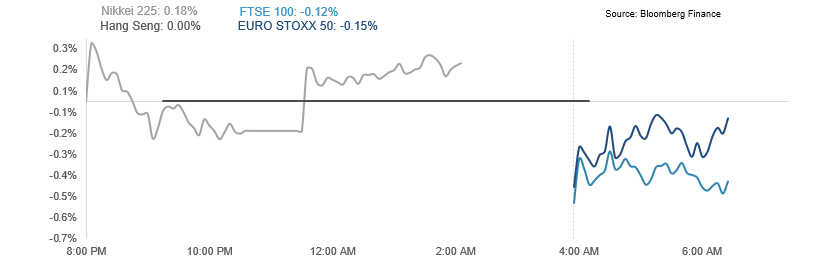 Nikkei 225: 0.18%
FTSE 100: -0.12%
Source: Bloomberg Finance
Hang Seng: 0.00%
EURO STOXX 50: -0.15%
0.3%
0.2%
0.1%
-0.1%
-0.2%
-0.3%
-0.4%
-0.5%
-0.6%
-0.7%
8:00 PM
10:00 PM
12:00 AM
2:00 AM
4:00 AM
6:00 AM